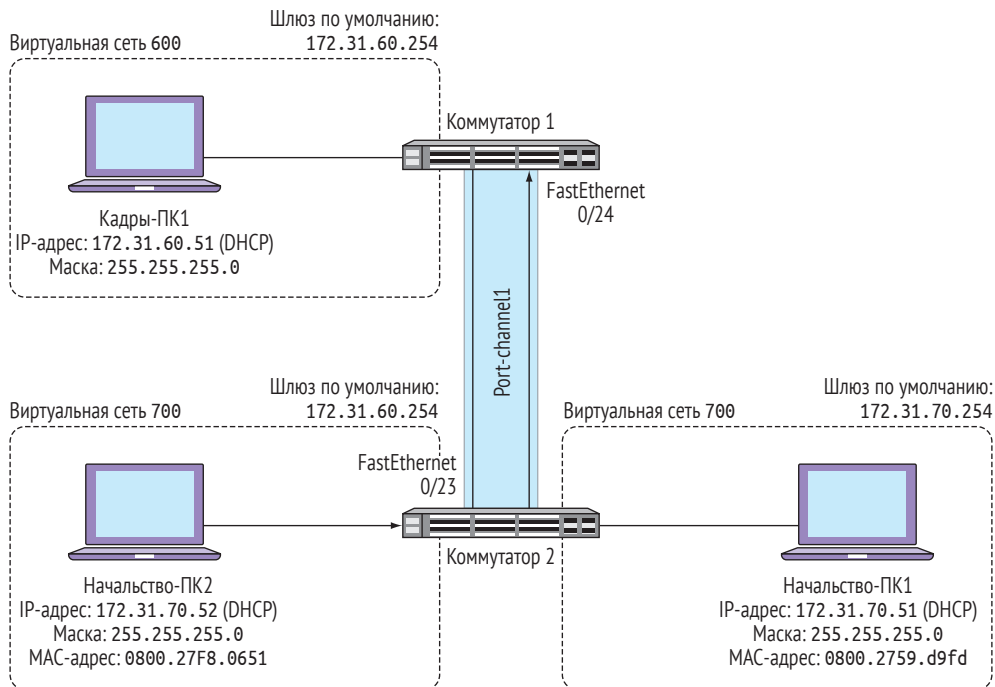 Шлюз по умолчанию:
Виртуальная сеть 600
172.31.60.254
Коммутатор 1
FastEthernet
0/24
Кадры-ПК1
IP-адрес: 172.31.60.51 (DHCP)
Маска: 255.255.255.0
Port-channel1
Шлюз по умолчанию:
Виртуальная сеть 700
172.31.60.254
Шлюз по умолчанию:
Виртуальная сеть 700
172.31.70.254
FastEthernet
0/23
Коммутатор 2
Начальство-ПК2
IP-адрес: 172.31.70.52 (DHCP)
Маска: 255.255.255.0
MAC-адрес: 0800.27F8.0651
Начальство-ПК1
IP-адрес: 172.31.70.51 (DHCP)
Маска: 255.255.255.0
MAC-адрес: 0800.2759.d9fd